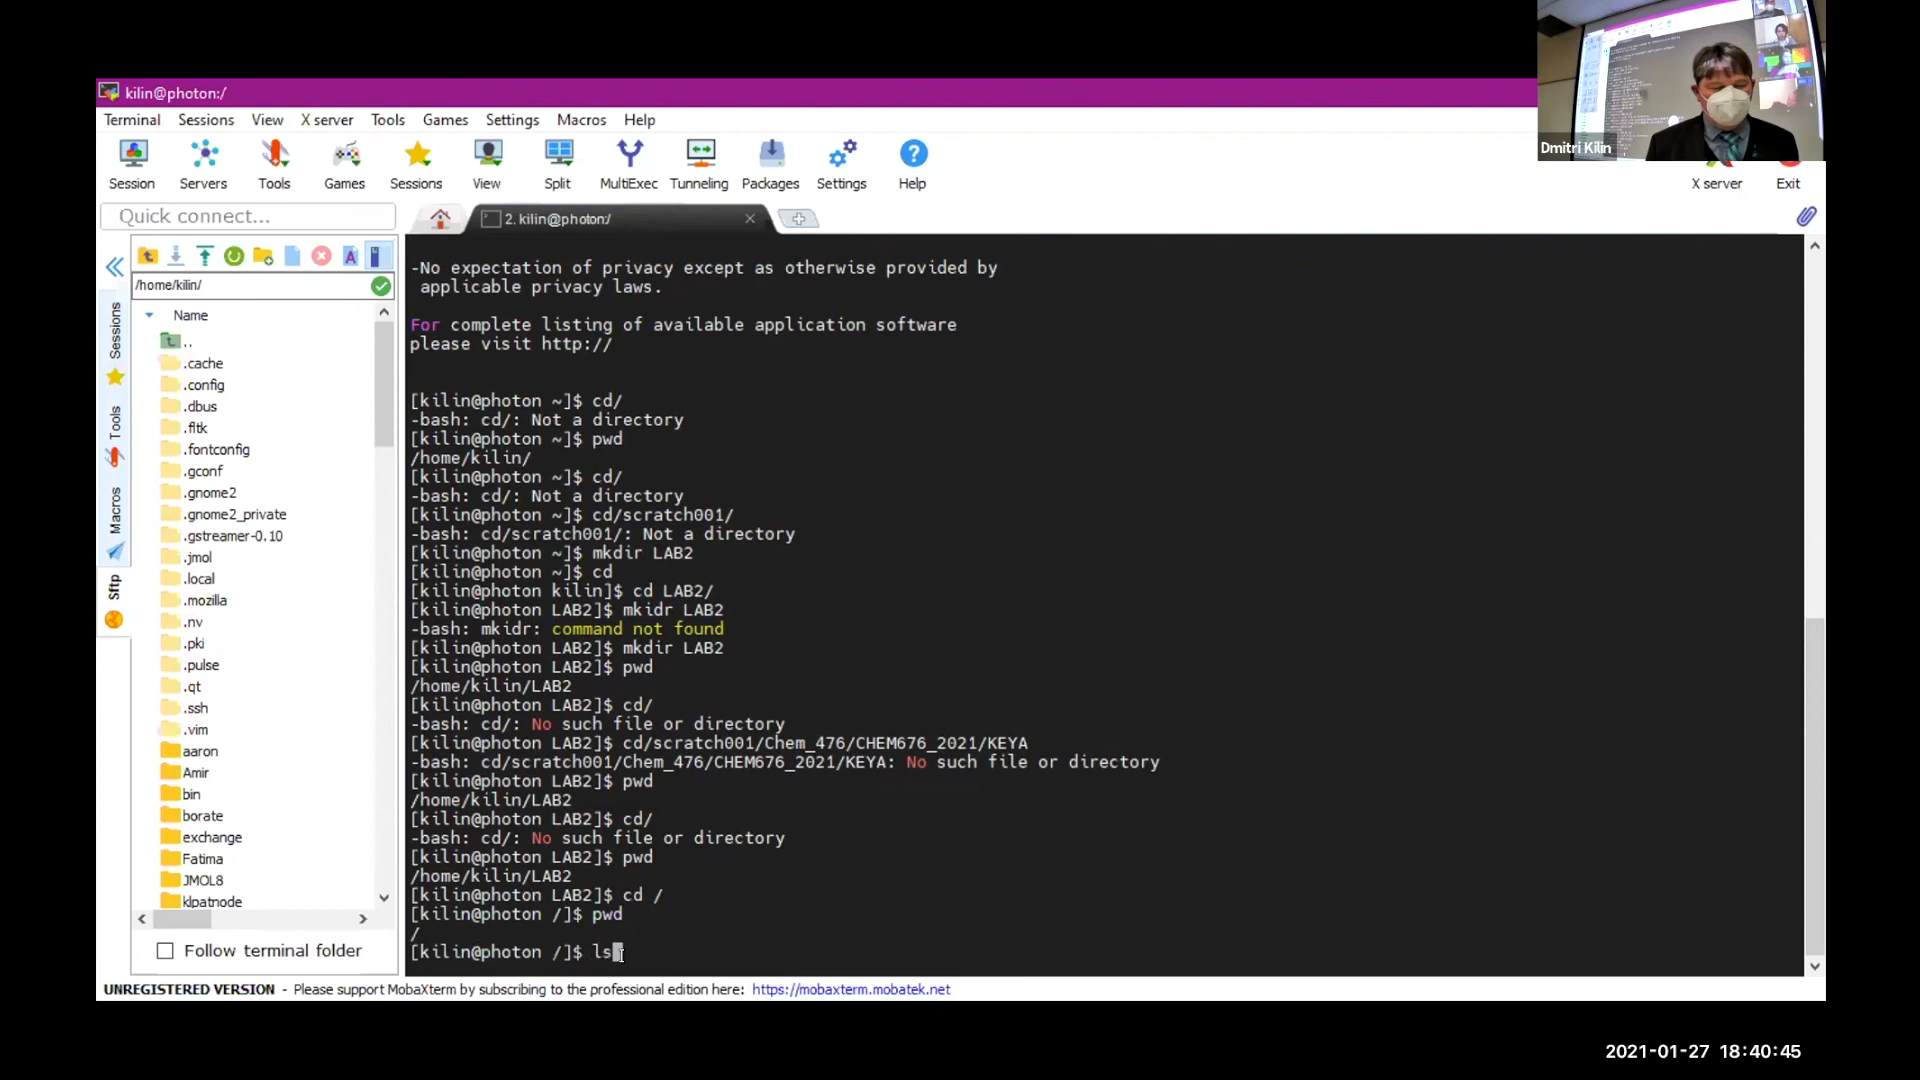 kilin@photon:/
Terminal Sessions View X server Tools Games Settings Macros Help
Session Servers Tools Games Sessions View Split MultiExec Tunneling Packages Settings Help
X server Exit
Dmitri Kilin
Quick connect...
2. kilin@photon:/
/home/kilin/
Name
..
.cache
.config
.dbus
.fltk
.fontconfig
.gconf
.gnome2
.gnome2_private
.gstreamer-0.10
.jmol
.local
.mozilla
.nv
.pki
.pulse
.qt
.ssh
.vim
aaron
Amir
bin
borate
exchange
Fatima
JMOL8
klpatnode
Follow terminal folder
Sessions
Tools
Macros
Sftp
-No expectation of privacy except as otherwise provided by
applicable privacy laws.
For complete listing of available application software
please visit http://
[kilin@photon ~]$ cd/
-bash: cd/: Not a directory
[kilin@photon ~]$ pwd
/home/kilin/
[kilin@photon ~]$ cd/
-bash: cd/: Not a directory
[kilin@photon ~]$ cd/scratch001/
-bash: cd/scratch001/: Not a directory
[kilin@photon ~]$ mkdir LAB2
[kilin@photon ~]$ cd
[kilin@photon kilin]$ cd LAB2/
[kilin@photon LAB2]$ mkidr LAB2
-bash: mkidr: command not found
[kilin@photon LAB2]$ mkdir LAB2
[kilin@photon LAB2]$ pwd
/home/kilin/LAB2
[kilin@photon LAB2]$ cd/
-bash: cd/: No such file or directory
[kilin@photon LAB2]$ cd/scratch001/Chem_476/CHEM676_2021/KEYA
-bash: cd/scratch001/Chem_476/CHEM676_2021/KEYA: No such file or directory
[kilin@photon LAB2]$ pwd
/home/kilin/LAB2
[kilin@photon LAB2]$ cd/
-bash: cd/: No such file or directory
[kilin@photon LAB2]$ pwd
/home/kilin/LAB2
[kilin@photon LAB2]$ cd /
[kilin@photon /]$ pwd
/
[kilin@photon /]$ ls
UNREGISTERED VERSION - Please support MobaXterm by subscribing to the professional edition here: https://mobaxterm.mobatek.net
2021-01-27 18:40:45